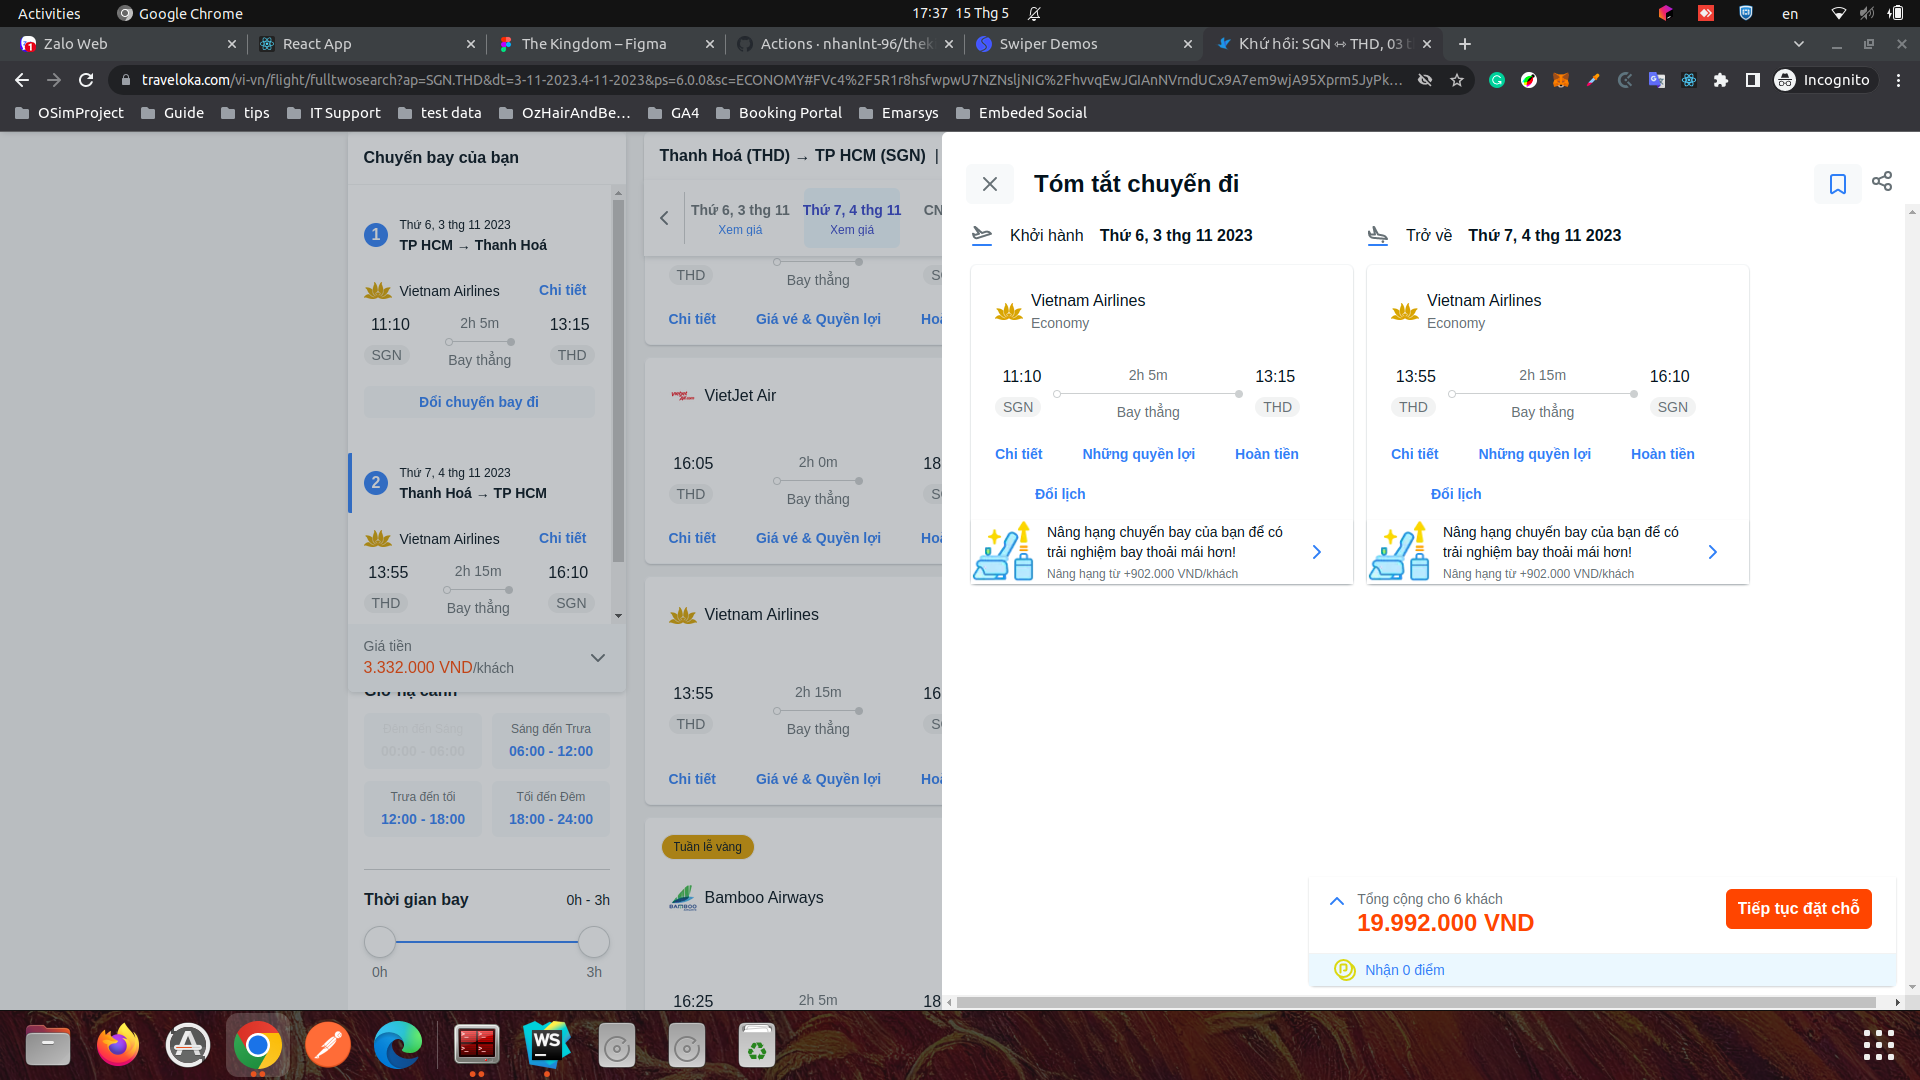 Activities
Google Chrome
17:37 15 Thg 5
en
Zalo Web
React App
The Kingdom – Figma
Actions · nhanlnt-96/thek
Swiper Demos
Khứ hồi: SGN ⇔ THD, 03 t
traveloka.com/vi-vn/flight/fulltwosearch?ap=SGN.THD&dt=3-11-2023.4-11-2023&ps=6.0.0&sc=ECONOMY#FVc4%2F5R1r8hsfwpwU7NZNsljNIG%2FhvvqEwJGIAnNVrndUCx9A7em9wjA95Xprm5JyPk…
Incognito
OSimProject
Guide
tips
IT Support
test data
OzHairAndBe…
GA4
Booking Portal
Emarsys
Embeded Social
Chuyến bay của bạn
1
Thứ 6, 3 thg 11 2023
TP HCM → Thanh Hoá
Vietnam Airlines
Chi tiết
11:10
2h 5m
13:15
SGN
Bay thẳng
THD
Đổi chuyến bay đi
2
Thứ 7, 4 thg 11 2023
Thanh Hoá → TP HCM
Vietnam Airlines
Chi tiết
13:55
2h 15m
16:10
THD
Bay thẳng
SGN
Giá tiền
3.332.000 VND/khách
Giờ hạ cánh
Đêm đến Sáng
00:00 - 06:00
Sáng đến Trưa
06:00 - 12:00
Trưa đến tối
12:00 - 18:00
Tối đến Đêm
18:00 - 24:00
Thời gian bay
0h - 3h
0h
3h
Thanh Hoá (THD) → TP HCM (SGN) |
Thứ 6, 3 thg 11
Xem giá
Thứ 7, 4 thg 11
Xem giá
CN
THD
Bay thẳng
SG
Chi tiết
Giá vé & Quyền lợi
Hoà
VietJet Air
16:05
2h 0m
18
THD
Bay thẳng
SG
Chi tiết
Giá vé & Quyền lợi
Hoà
Vietnam Airlines
13:55
2h 15m
16
THD
Bay thẳng
SG
Chi tiết
Giá vé & Quyền lợi
Hoà
Tuần lễ vàng
BAMBOO
Bamboo Airways
16:25
2h 5m
18
Tóm tắt chuyến đi
Khởi hành Thứ 6, 3 thg 11 2023
Vietnam Airlines
Economy
11:10
2h 5m
13:15
SGN
Bay thẳng
THD
Chi tiết
Những quyền lợi
Hoàn tiền
Đổi lịch
Nâng hạng chuyến bay của bạn để có
trải nghiệm bay thoải mái hơn!
Nâng hạng từ +902.000 VND/khách
Trở về Thứ 7, 4 thg 11 2023
Vietnam Airlines
Economy
13:55
2h 15m
16:10
THD
Bay thẳng
SGN
Chi tiết
Những quyền lợi
Hoàn tiền
Đổi lịch
Nâng hạng chuyến bay của bạn để có
trải nghiệm bay thoải mái hơn!
Nâng hạng từ +902.000 VND/khách
Tổng cộng cho 6 khách
19.992.000 VND
Tiếp tục đặt chỗ
Nhận 0 điểm
WS